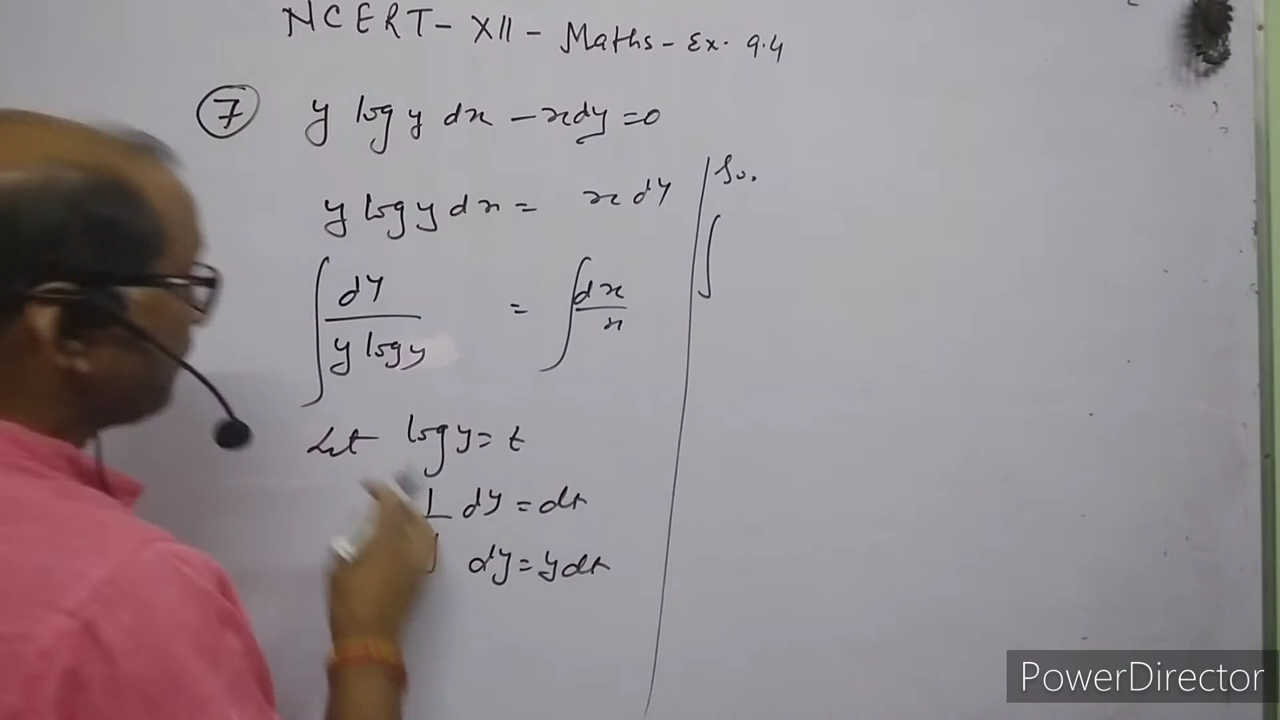 NCERT - XII - Maths - Ex. 9.4
⑦ y log y dx - x dy = 0
y log y dx = x dy
∫ dy / y log y = ∫ dx / x
Let log y = t
1 dy = dt
dy = y dt
So.
∫
PowerDirector